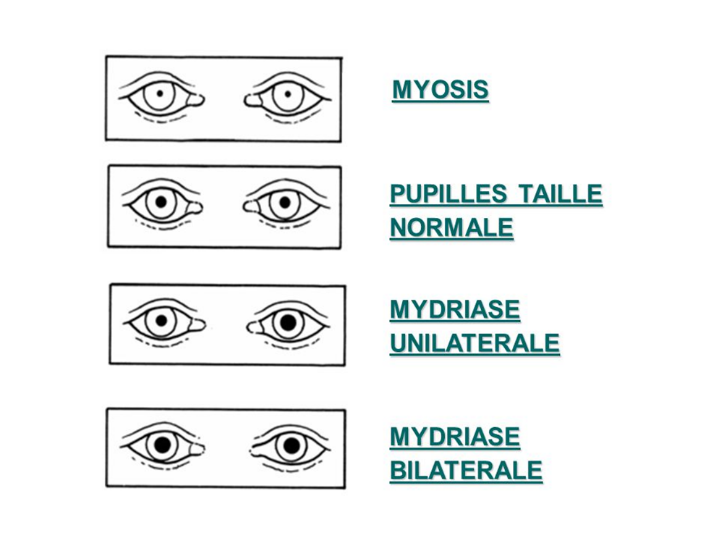 MYOSIS
PUPILLES TAILLE
NORMALE
MYDRIASE
UNILATERALE
MYDRIASE
BILATERALE